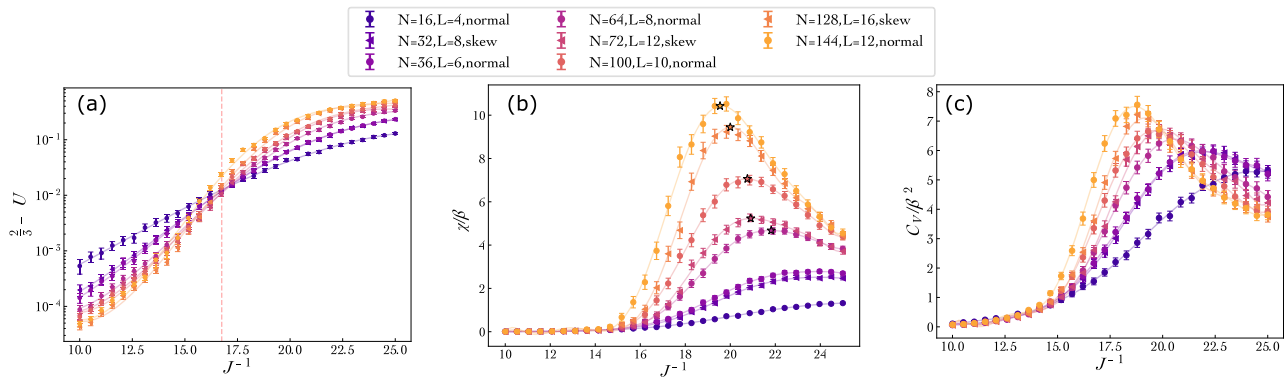 N=16,L=4,normal
N=32,L=8,skew
N=36,L=6,normal
N=64,L=8,normal
N=72,L=12,skew
N=100,L=10,normal
N=128,L=16,skew
N=144,L=12,normal
(a)
10⁻¹
10⁻²
10⁻³
10⁻⁴
2/3 − U
10.0 12.5 15.0 17.5 20.0 22.5 25.0
J⁻¹
(b)
10
8
6
4
2
0
χ/β
10 12 14 16 18 20 22 24
J⁻¹
(c)
8
7
6
5
4
3
2
1
0
C_V/β²
10.0 12.5 15.0 17.5 20.0 22.5 25.0
J⁻¹